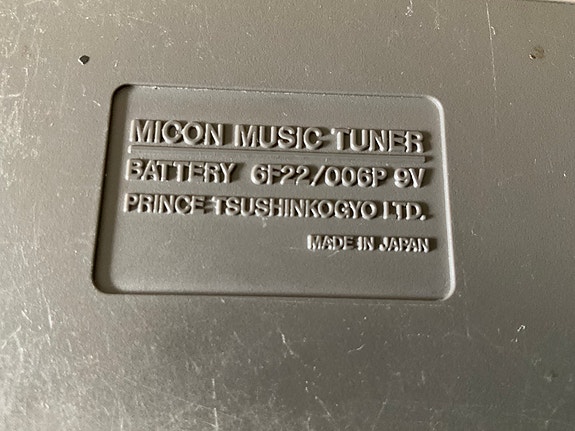 MICON MUSIC TUNER
BATTERY 6F22/006P 9V
PRINCE TSUSHINKOGYO LTD.
MADE IN JAPAN